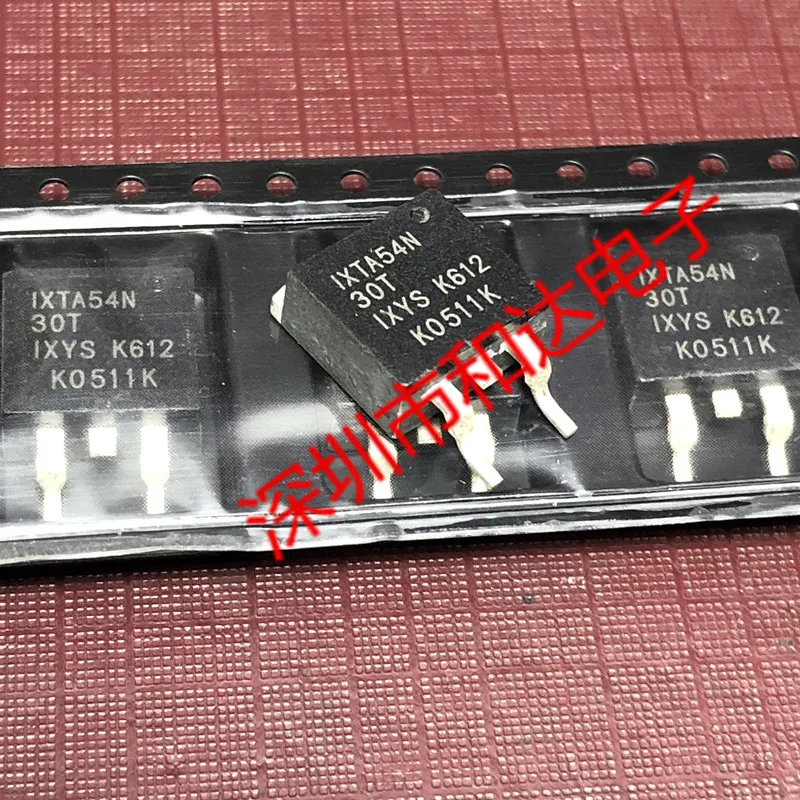 IXTA54N
30T
IXYS K612
K0511K
IXTA54N
30T
IXYS K612
K0511K
IXTA54N
30T
IXYS K612
K0511K
深圳市和达电子